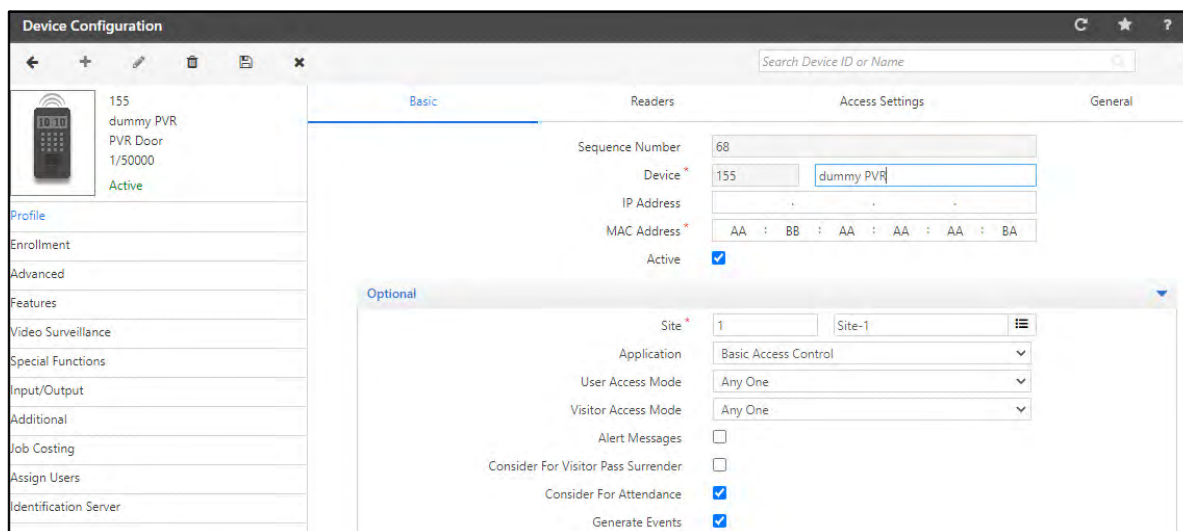 Device Configuration
?
Search Device ID or Name
10:10
155
dummy PVR
PVR Door
1/50000
Active
Profile
Enrollment
Advanced
Features
Video Surveillance
Special Functions
Input/Output
Additional
Job Costing
Assign Users
Identification Server
Basic Readers Access Settings General
Sequence Number 68
Device * 155 dummy PVR
IP Address . . .
MAC Address * AA : BB : AA : AA : AA : BA
Active
Optional
Site * 1 Site-1
Application Basic Access Control
User Access Mode Any One
Visitor Access Mode Any One
Alert Messages
Consider For Visitor Pass Surrender
Consider For Attendance
Generate Events